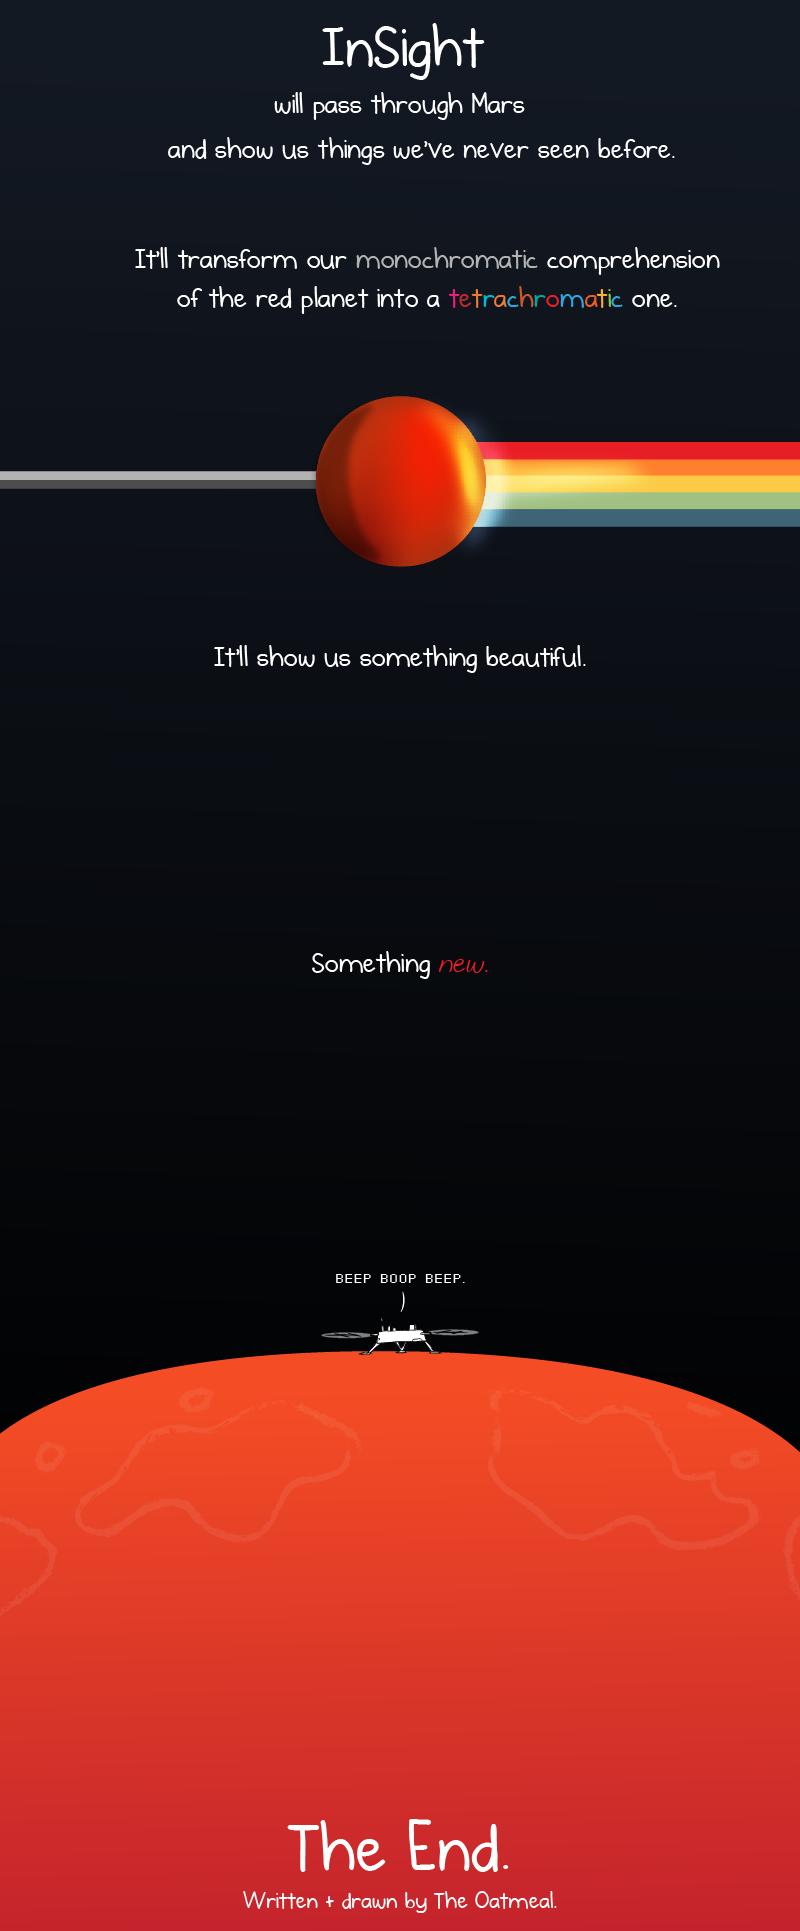 InSight
will pass through Mars
and show us things we've never seen before.
It'll transform our monochromatic comprehension
of the red planet into a tetrachromatic one.
It'll show us something beautiful.
Something new.
BEEP BOOP BEEP.
The End.
Written + drawn by The Oatmeal.